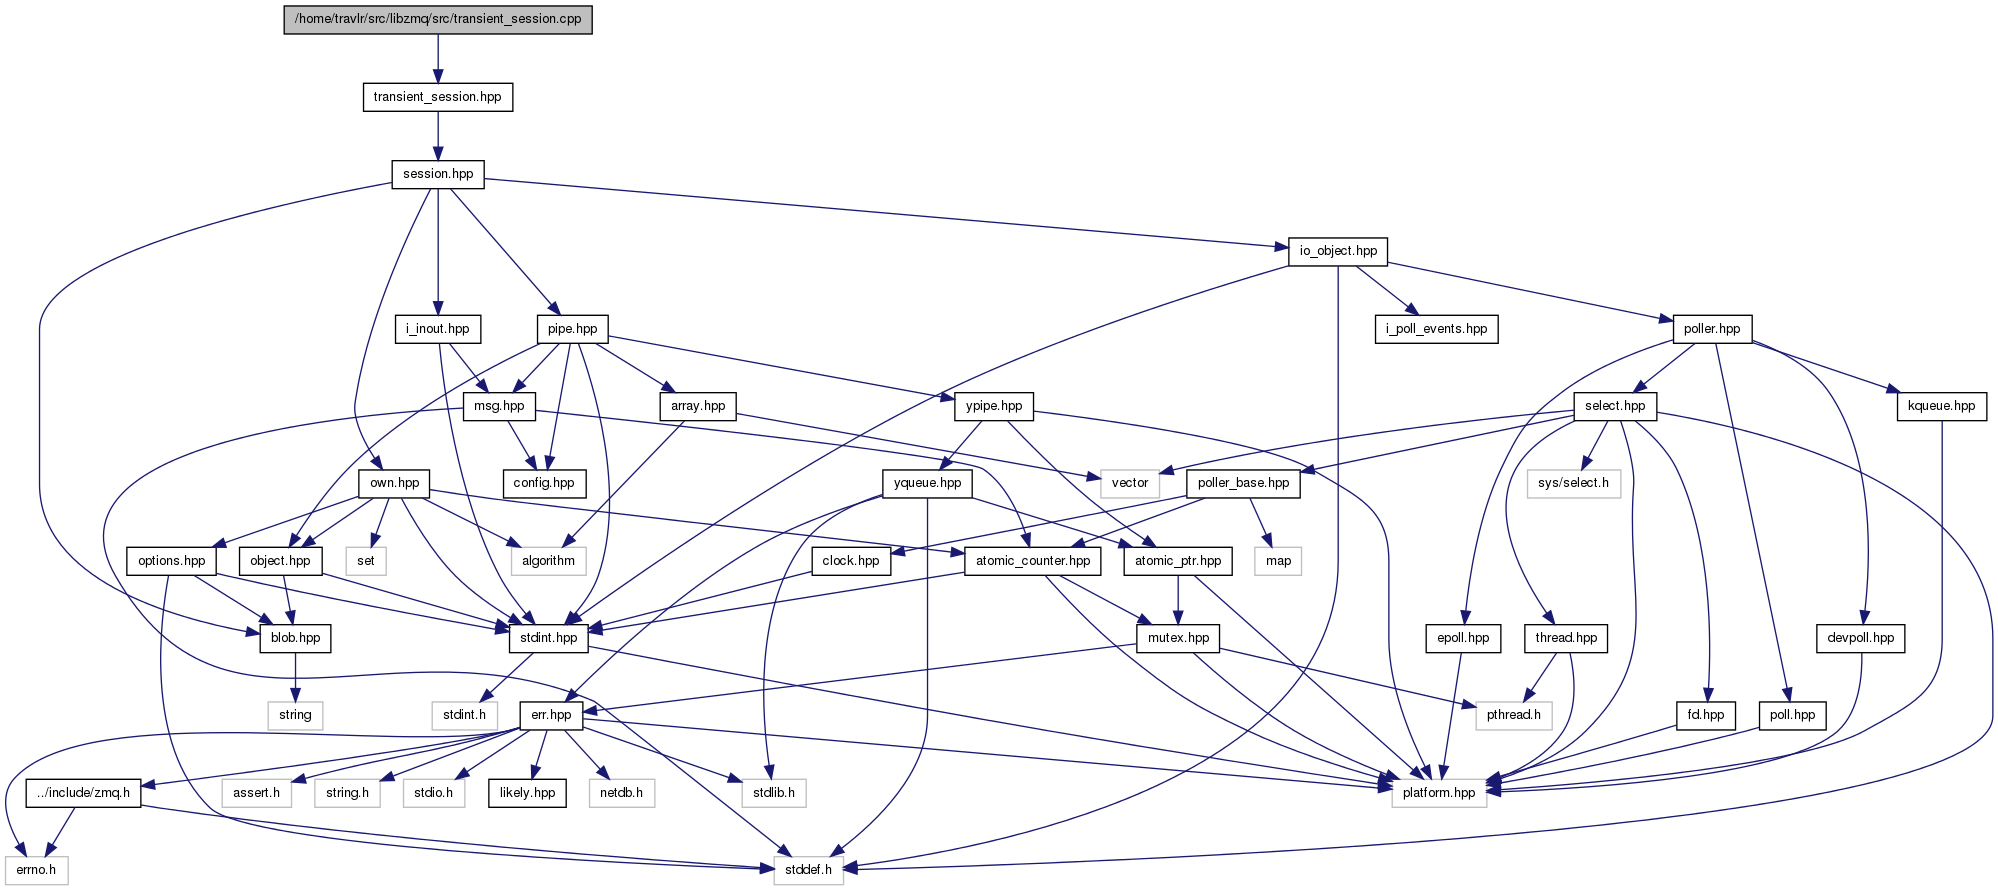 /home/travlr/src/libzmq/src/transient_session.cpp
transient_session.hpp
session.hpp
io_object.hpp
i_inout.hpp
pipe.hpp
i_poll_events.hpp
poller.hpp
msg.hpp
array.hpp
ypipe.hpp
select.hpp
kqueue.hpp
own.hpp
config.hpp
yqueue.hpp
vector
poller_base.hpp
sys/select.h
options.hpp
object.hpp
set
algorithm
clock.hpp
atomic_counter.hpp
atomic_ptr.hpp
map
blob.hpp
stdint.hpp
mutex.hpp
epoll.hpp
thread.hpp
devpoll.hpp
string
stdint.h
err.hpp
pthread.h
fd.hpp
poll.hpp
../include/zmq.h
assert.h
string.h
stdio.h
likely.hpp
netdb.h
stdlib.h
platform.hpp
errno.h
stddef.h